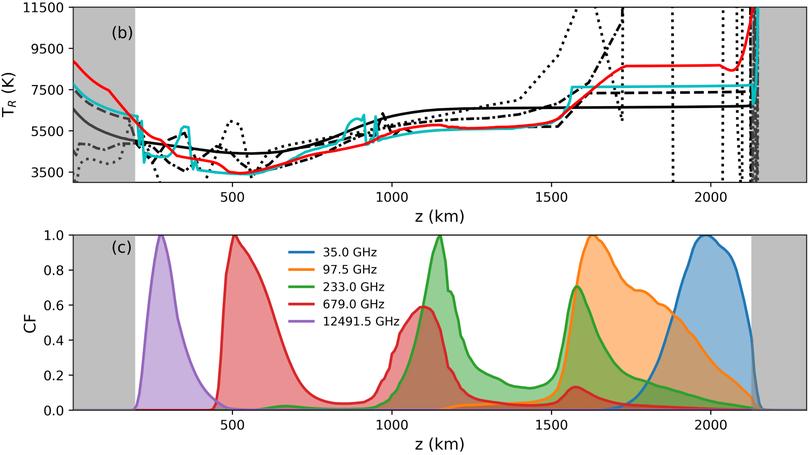 11500
(b)
9500
7500
5500
3500
T_R (K)
500
1000
1500
2000
z (km)
1.0
(c)
0.8
0.6
0.4
0.2
0.0
CF
35.0 GHz
97.5 GHz
233.0 GHz
679.0 GHz
12491.5 GHz
500
1000
1500
2000
z (km)